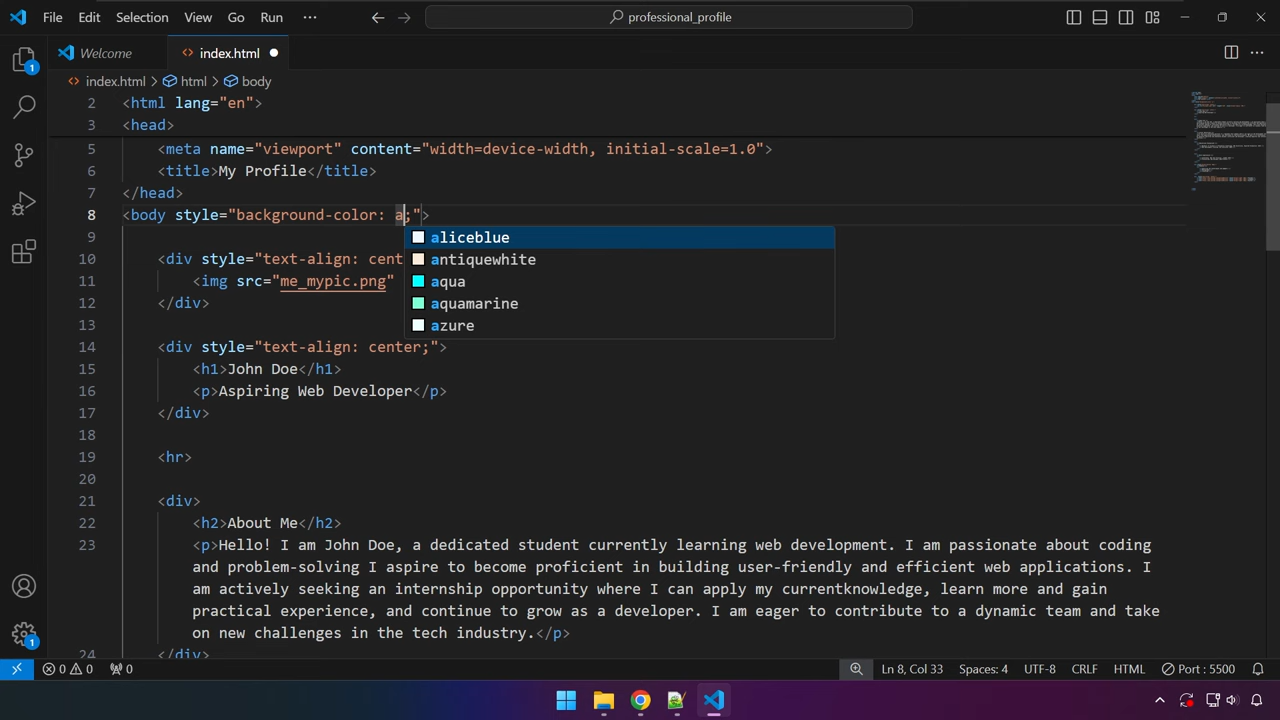 File Edit Selection View Go Run professional_profile
Welcome index.html
index.html html body
2 <html lang="en">
3 <head>
5 <meta name="viewport" content="width=device-width, initial-scale=1.0">
6 <title>My Profile</title>
7 </head>
8 <body style="background-color: a;">
aliceblue
9
antiquewhite
10 <div style="text-align: cent
aqua
11 <img src="me_mypic.png"
aquamarine
12 </div>
azure
13
14 <div style="text-align: center;">
15 <h1>John Doe</h1>
16 <p>Aspiring Web Developer</p>
17 </div>
18
19 <hr>
20
21 <div>
22 <h2>About Me</h2>
23 <p>Hello! I am John Doe, a dedicated student currently learning web development. I am passionate about coding
and problem-solving I aspire to become proficient in building user-friendly and efficient web applications. I
am actively seeking an internship opportunity where I can apply my currentknowledge, learn more and gain
practical experience, and continue to grow as a developer. I am eager to contribute to a dynamic team and take
on new challenges in the tech industry.</p>
24 </div>
1
1
0 0 0 Ln 8, Col 33 Spaces: 4 UTF-8 CRLF HTML Port : 5500